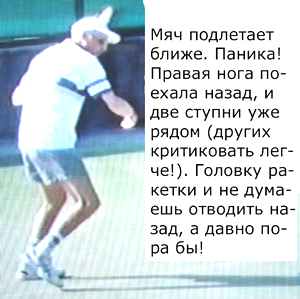 Мяч подлетает
ближе. Паника!
Правая нога по-
ехала назад, и
две ступни уже
рядом (других
критиковать лег-
че!). Головку ра-
кетки и не дума-
ешь отводить на-
зад, а давно по-
ра бы!